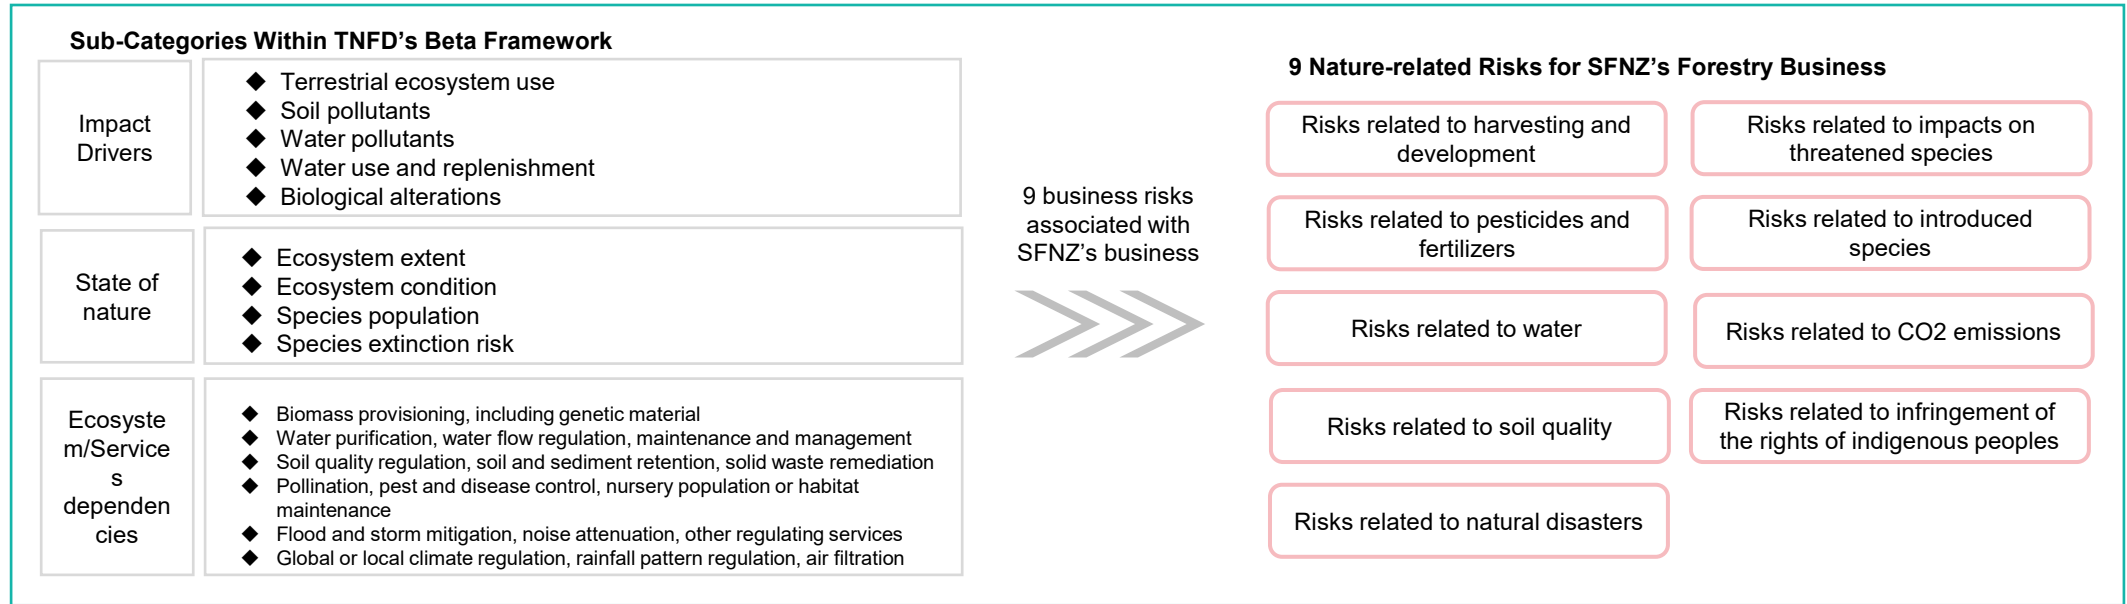 Sub-Categories Within TNFD's Beta Framework
Impact
Drivers
◆ Terrestrial ecosystem use
◆ Soil pollutants
◆ Water pollutants
◆ Water use and replenishment
◆ Biological alterations
State of
nature
◆ Ecosystem extent
◆ Ecosystem condition
◆ Species population
◆ Species extinction risk
Ecosyste
m/Service
s
dependen
cies
◆ Biomass provisioning, including genetic material
◆ Water purification, water flow regulation, maintenance and management
◆ Soil quality regulation, soil and sediment retention, solid waste remediation
◆ Pollination, pest and disease control, nursery population or habitat
maintenance
◆ Flood and storm mitigation, noise attenuation, other regulating services
◆ Global or local climate regulation, rainfall pattern regulation, air filtration
9 business risks
associated with
SFNZ's business
9 Nature-related Risks for SFNZ's Forestry Business
Risks related to harvesting and
development
Risks related to impacts on
threatened species
Risks related to pesticides and
fertilizers
Risks related to introduced
species
Risks related to water
Risks related to CO2 emissions
Risks related to soil quality
Risks related to infringement of
the rights of indigenous peoples
Risks related to natural disasters